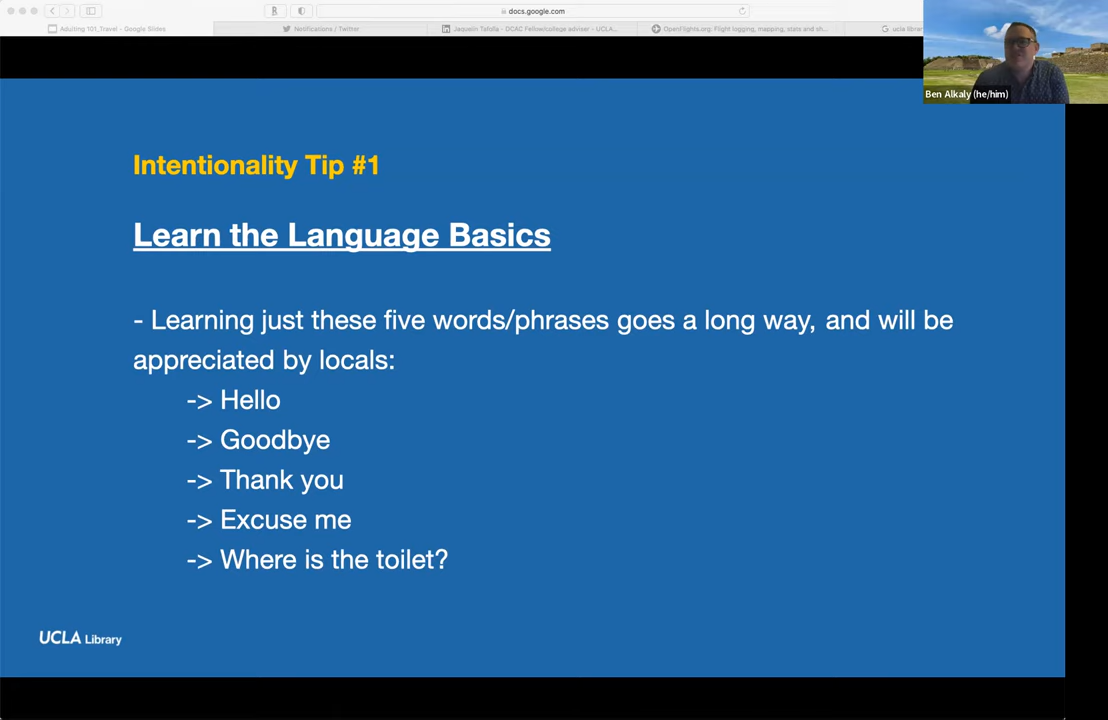 docs.google.com
Adulting 101_Travel - Google Slides
Notifications / Twitter
Jaquelin Tafolla - DCAC Fellow/college adviser - UCLA...
OpenFlights.org: Flight logging, mapping, stats and sh...
ucla librar
Ben Alkaly (he/him)
Intentionality Tip #1
Learn the Language Basics
- Learning just these five words/phrases goes a long way, and will be
appreciated by locals:
-> Hello
-> Goodbye
-> Thank you
-> Excuse me
-> Where is the toilet?
UCLA Library